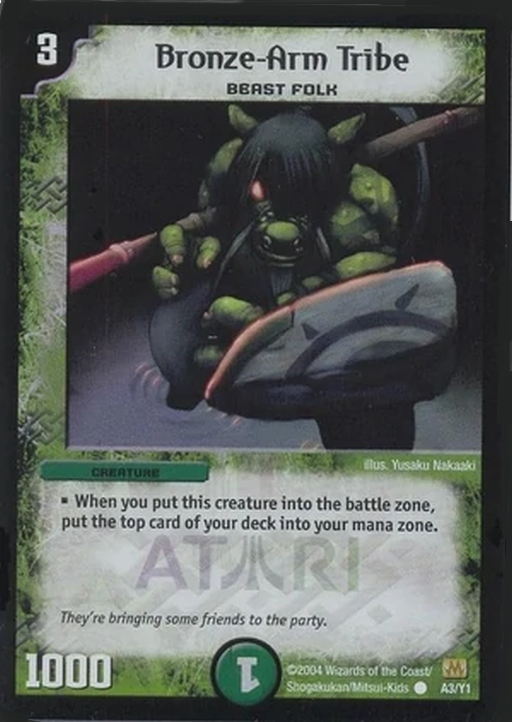 3
Bronze-Arm Tribe
BEAST FOLK
illus. Yusaku Nakaaki
CREATURE
▪ When you put this creature into the battle zone,
put the top card of your deck into your mana zone.
ATARI
They're bringing some friends to the party.
1000
1
©2004 Wizards of the Coast/
Shogakukan/Mitsui-Kids
A3/Y1